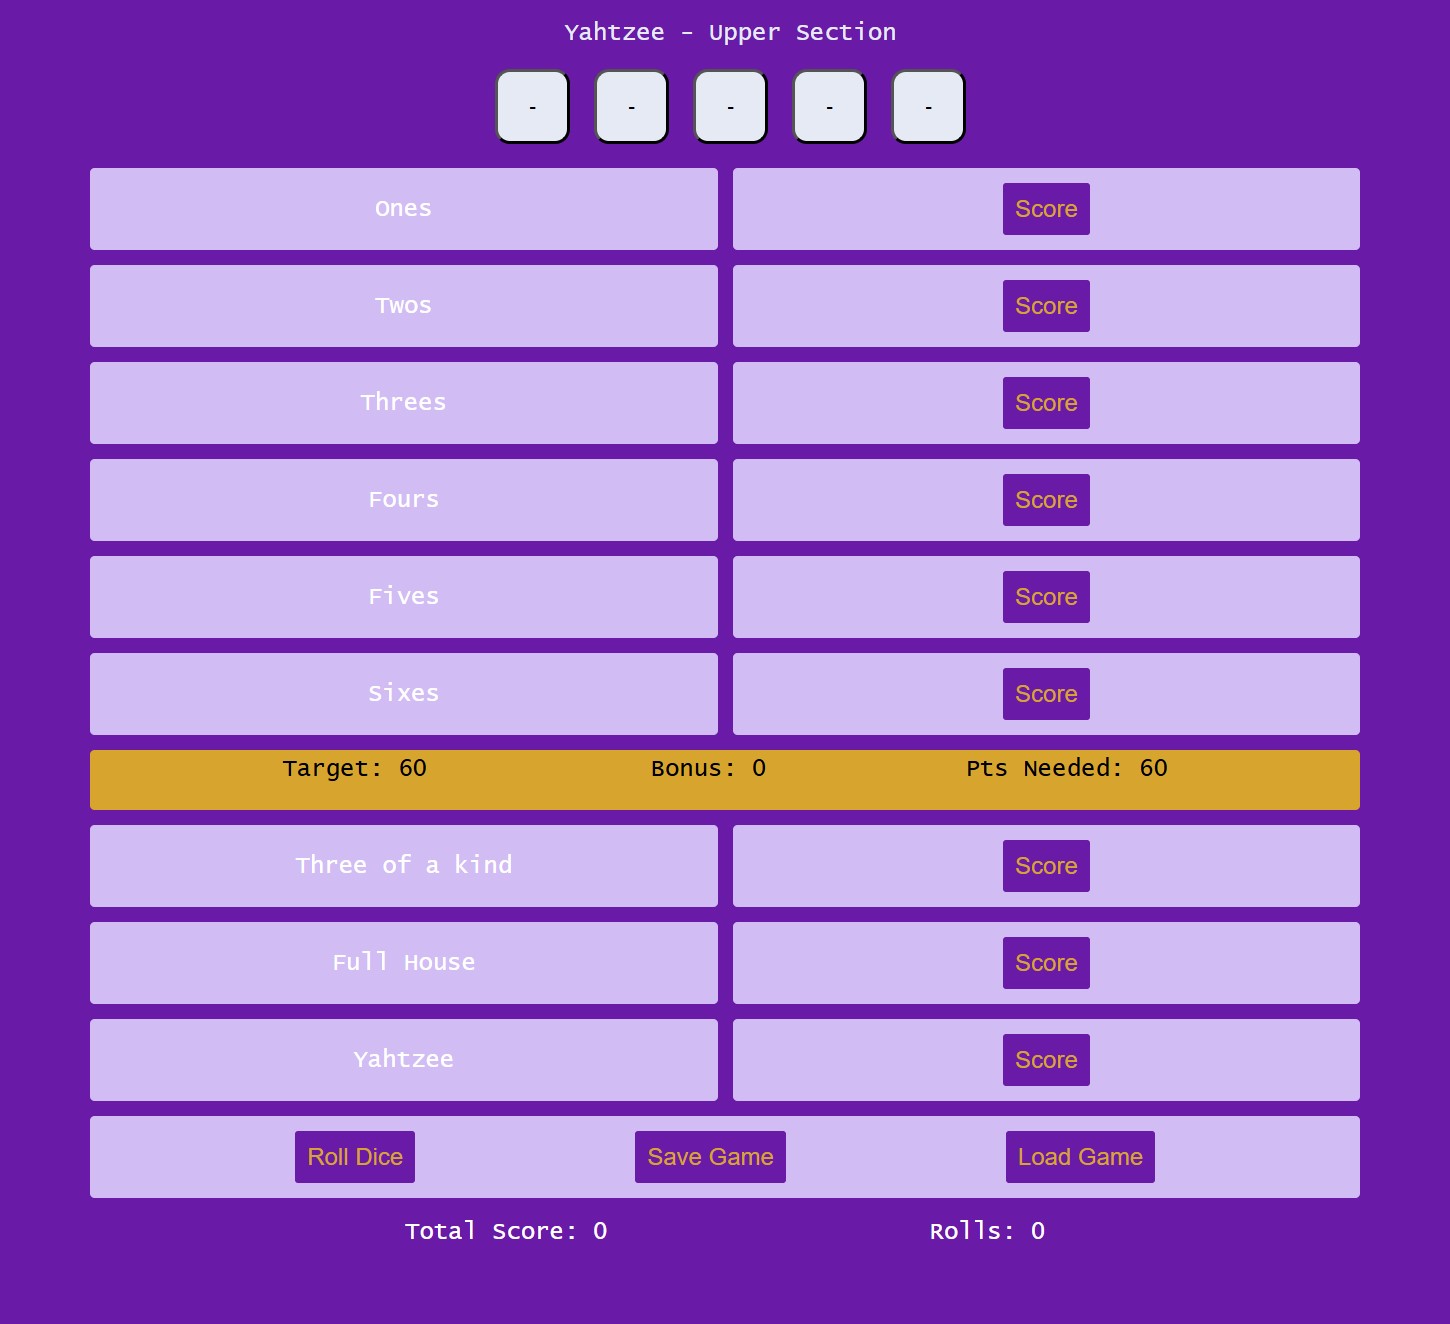 Yahtzee - Upper Section
- - - - -
Ones Score
Twos Score
Threes Score
Fours Score
Fives Score
Sixes Score
Target: 60 Bonus: 0 Pts Needed: 60
Three of a kind Score
Full House Score
Yahtzee Score
Roll Dice Save Game Load Game
Total Score: 0 Rolls: 0